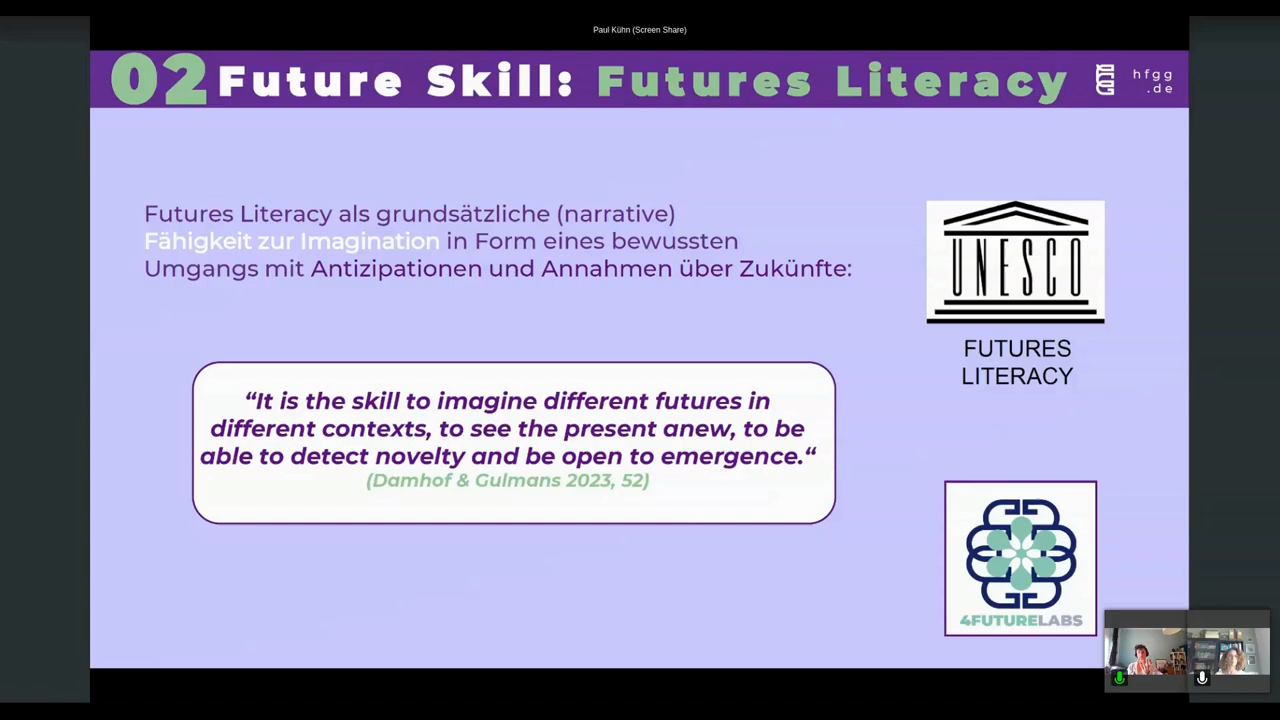 Paul Kühn (Screen Share)
02 Future Skill: Futures Literacy
hfgg
.de
Futures Literacy als grundsätzliche (narrative)
Fähigkeit zur Imagination in Form eines bewussten
Umgangs mit Antizipationen und Annahmen über Zukünfte:
UNESCO
FUTURES
LITERACY
“It is the skill to imagine different futures in
different contexts, to see the present anew, to be
able to detect novelty and be open to emergence.“
(Damhof & Gulmans 2023, 52)
4FUTURELABS